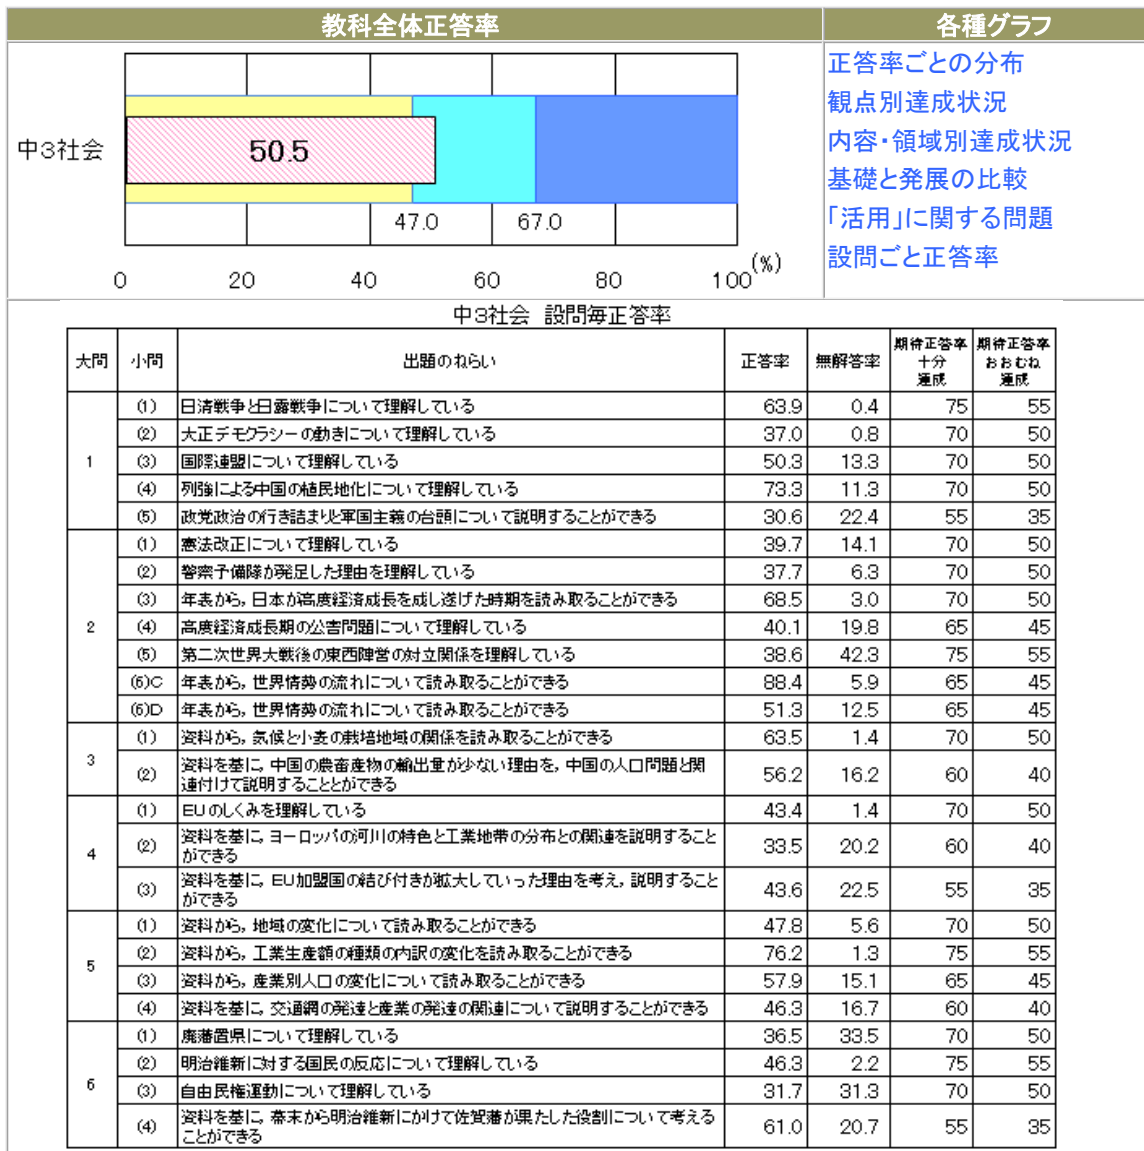 教科全体正答率 各種グラフ
中3社会
50.5
47.0 67.0
0 20 40 60 80 100 (%)
正答率ごとの分布
観点別達成状況
内容・領域別達成状況
基礎と発展の比較
「活用」に関する問題
設問ごと正答率
中3社会 設問毎正答率
大問 小問 出題のねらい 正答率 無解答率 期待正答率十分達成 期待正答率おおむね達成
1 (1) 日清戦争と日露戦争について理解している 63.9 0.4 75 55
(2) 大正デモクラシーの動きについて理解している 37.0 0.8 70 50
(3) 国際連盟について理解している 50.3 13.3 70 50
(4) 列強による中国の植民地化について理解している 73.3 11.3 70 50
(5) 政党政治の行き詰まりと軍国主義の台頭について説明することができる 30.6 22.4 55 35
2 (1) 憲法改正について理解している 39.7 14.1 70 50
(2) 警察予備隊が発足した理由を理解している 37.7 6.3 70 50
(3) 年表から,日本が高度経済成長を成し遂げた時期を読み取ることができる 68.5 3.0 70 50
(4) 高度経済成長期の公害問題について理解している 40.1 19.8 65 45
(5) 第二次世界大戦後の東西陣営の対立関係を理解している 38.6 42.3 75 55
(6)C 年表から,世界情勢の流れについて読み取ることができる 88.4 5.9 65 45
(6)D 年表から,世界情勢の流れについて読み取ることができる 51.3 12.5 65 45
3 (1) 資料から,気候と小麦の栽培地域の関係を読み取ることができる 63.5 1.4 70 50
(2) 資料を基に,中国の農畜産物の輸出量が少ない理由を,中国の人口問題と関
連付けて説明することとができる 56.2 16.2 60 40
4 (1) EUのしくみを理解している 43.4 1.4 70 50
(2) 資料を基に,ヨーロッパの河川の特色と工業地帯の分布との関連を説明すること
ができる 33.5 20.2 60 40
(3) 資料を基に,EU加盟国の結び付きが拡大していった理由を考え,説明すること
ができる 43.6 22.5 55 35
5 (1) 資料から,地域の変化について読み取ることができる 47.8 5.6 70 50
(2) 資料から,工業生産額の種類の内訳の変化を読み取ることができる 76.2 1.3 75 55
(3) 資料から,産業別人口の変化について読み取ることができる 57.9 15.1 65 45
(4) 資料を基に,交通網の発達と産業の発達の関連について説明することができる 46.3 16.7 60 40
6 (1) 廃藩置県について理解している 36.5 33.5 70 50
(2) 明治維新に対する国民の反応について理解している 46.3 2.2 75 55
(3) 自由民権運動について理解している 31.7 31.3 70 50
(4) 資料を基に,幕末から明治維新にかけて佐賀藩が果たした役割について考える
ことができる 61.0 20.7 55 35